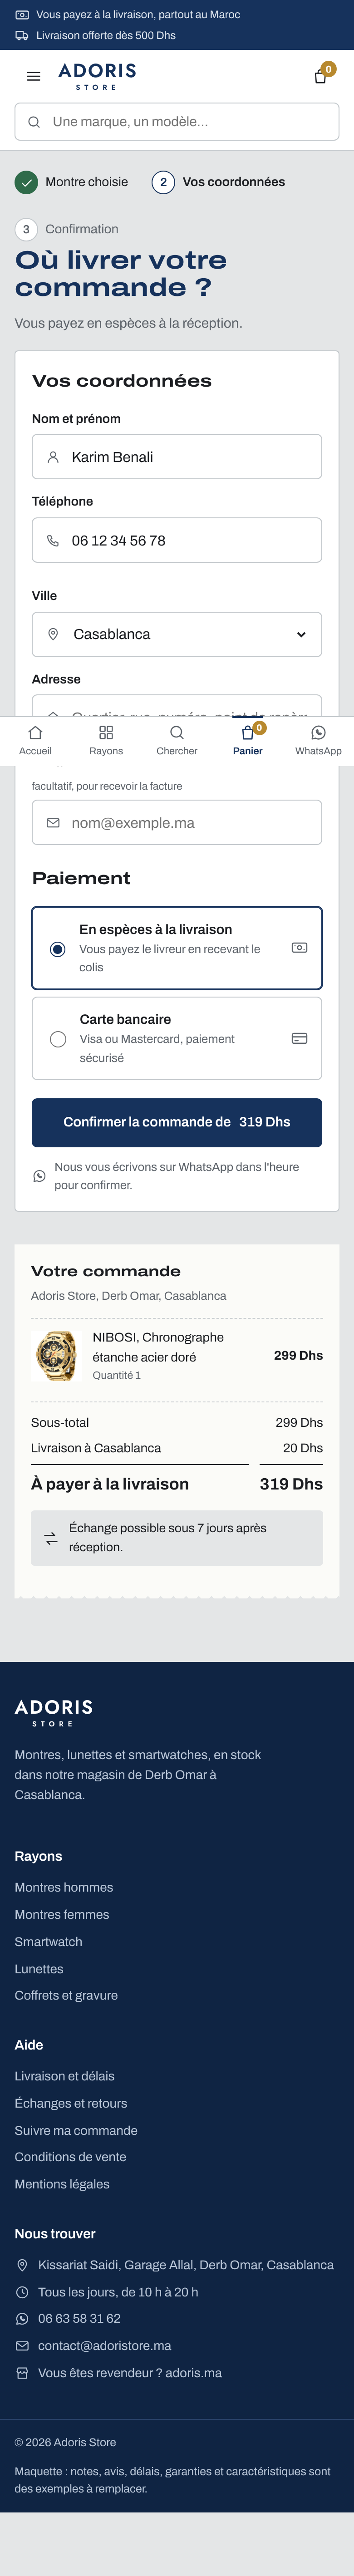 Vous payez à la livraison, partout au Maroc
Livraison offerte dès 500 Dhs
ADORIS
STORE
0
Une marque, un modèle...
Montre choisie
2
Vos coordonnées
3
Confirmation
Où livrer votre
commande ?
Vous payez en espèces à la réception.
Vos coordonnées
Nom et prénom
Karim Benali
Téléphone
06 12 34 56 78
Ville
Casablanca
Adresse
Accueil
Rayons
Chercher
0
Panier
WhatsApp
facultatif, pour recevoir la facture
nom@exemple.ma
Paiement
En espèces à la livraison
Vous payez le livreur en recevant le
colis
Carte bancaire
Visa ou Mastercard, paiement
sécurisé
Confirmer la commande de 319 Dhs
Nous vous écrivons sur WhatsApp dans l'heure
pour confirmer.
Votre commande
Adoris Store, Derb Omar, Casablanca
NIBOSI, Chronographe
étanche acier doré
299 Dhs
Quantité 1
Sous-total 299 Dhs
Livraison à Casablanca 20 Dhs
À payer à la livraison 319 Dhs
Échange possible sous 7 jours après
réception.
ADORIS
STORE
Montres, lunettes et smartwatches, en stock
dans notre magasin de Derb Omar à
Casablanca.
Rayons
Montres hommes
Montres femmes
Smartwatch
Lunettes
Coffrets et gravure
Aide
Livraison et délais
Échanges et retours
Suivre ma commande
Conditions de vente
Mentions légales
Nous trouver
Kissariat Saidi, Garage Allal, Derb Omar, Casablanca
Tous les jours, de 10 h à 20 h
06 63 58 31 62
contact@adoristore.ma
Vous êtes revendeur ? adoris.ma
© 2026 Adoris Store
Maquette : notes, avis, délais, garanties et caractéristiques sont
des exemples à remplacer.